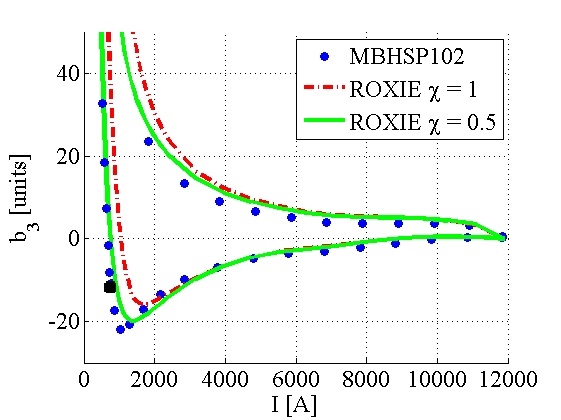 MBHSP102
ROXIE χ = 1
ROXIE χ = 0.5
b3 [units]
40
20
0
-20
0 2000 4000 6000 8000 10000 12000
I [A]